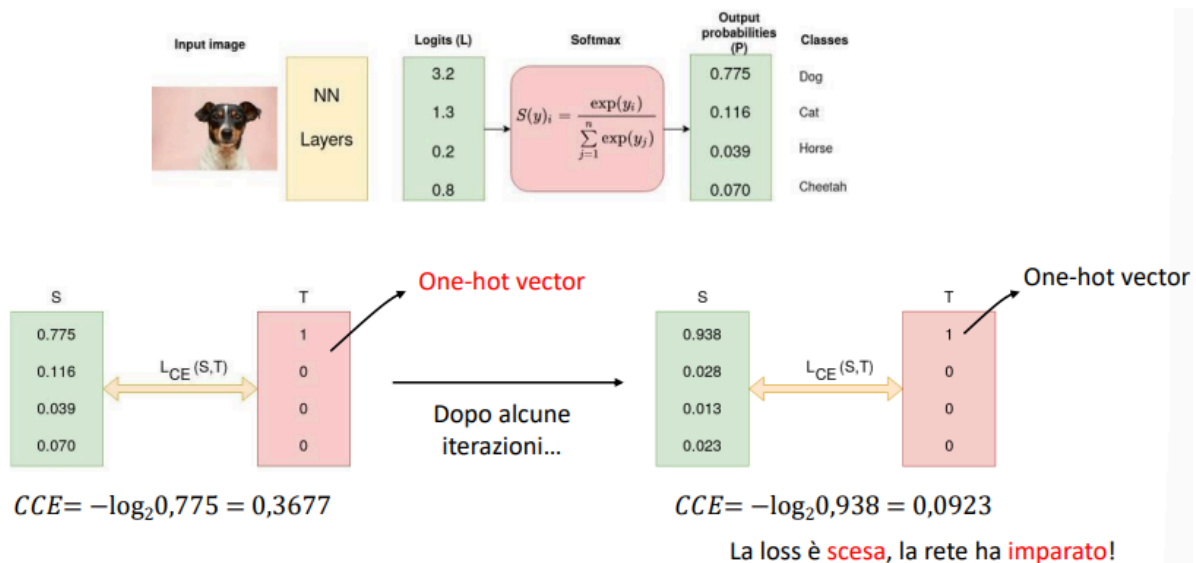 Input image
NN
Layers
Logits (L)
3.2
1.3
0.2
0.8
Softmax
S(y)_i = exp(y_i) / ∑_{j=1}^{n} exp(y_j)
Output
probabilities
(P)
0.775
0.116
0.039
0.070
Classes
Dog
Cat
Horse
Cheetah
S
0.775
0.116
0.039
0.070
L_CE (S,T)
T
1
0
0
0
One-hot vector
CCE= −log₂0,775 = 0,3677
Dopo alcune
iterazioni...
S
0.938
0.028
0.013
0.023
L_CE (S,T)
T
1
0
0
0
One-hot vector
CCE= −log₂0,938 = 0,0923
La loss è scesa, la rete ha imparato!